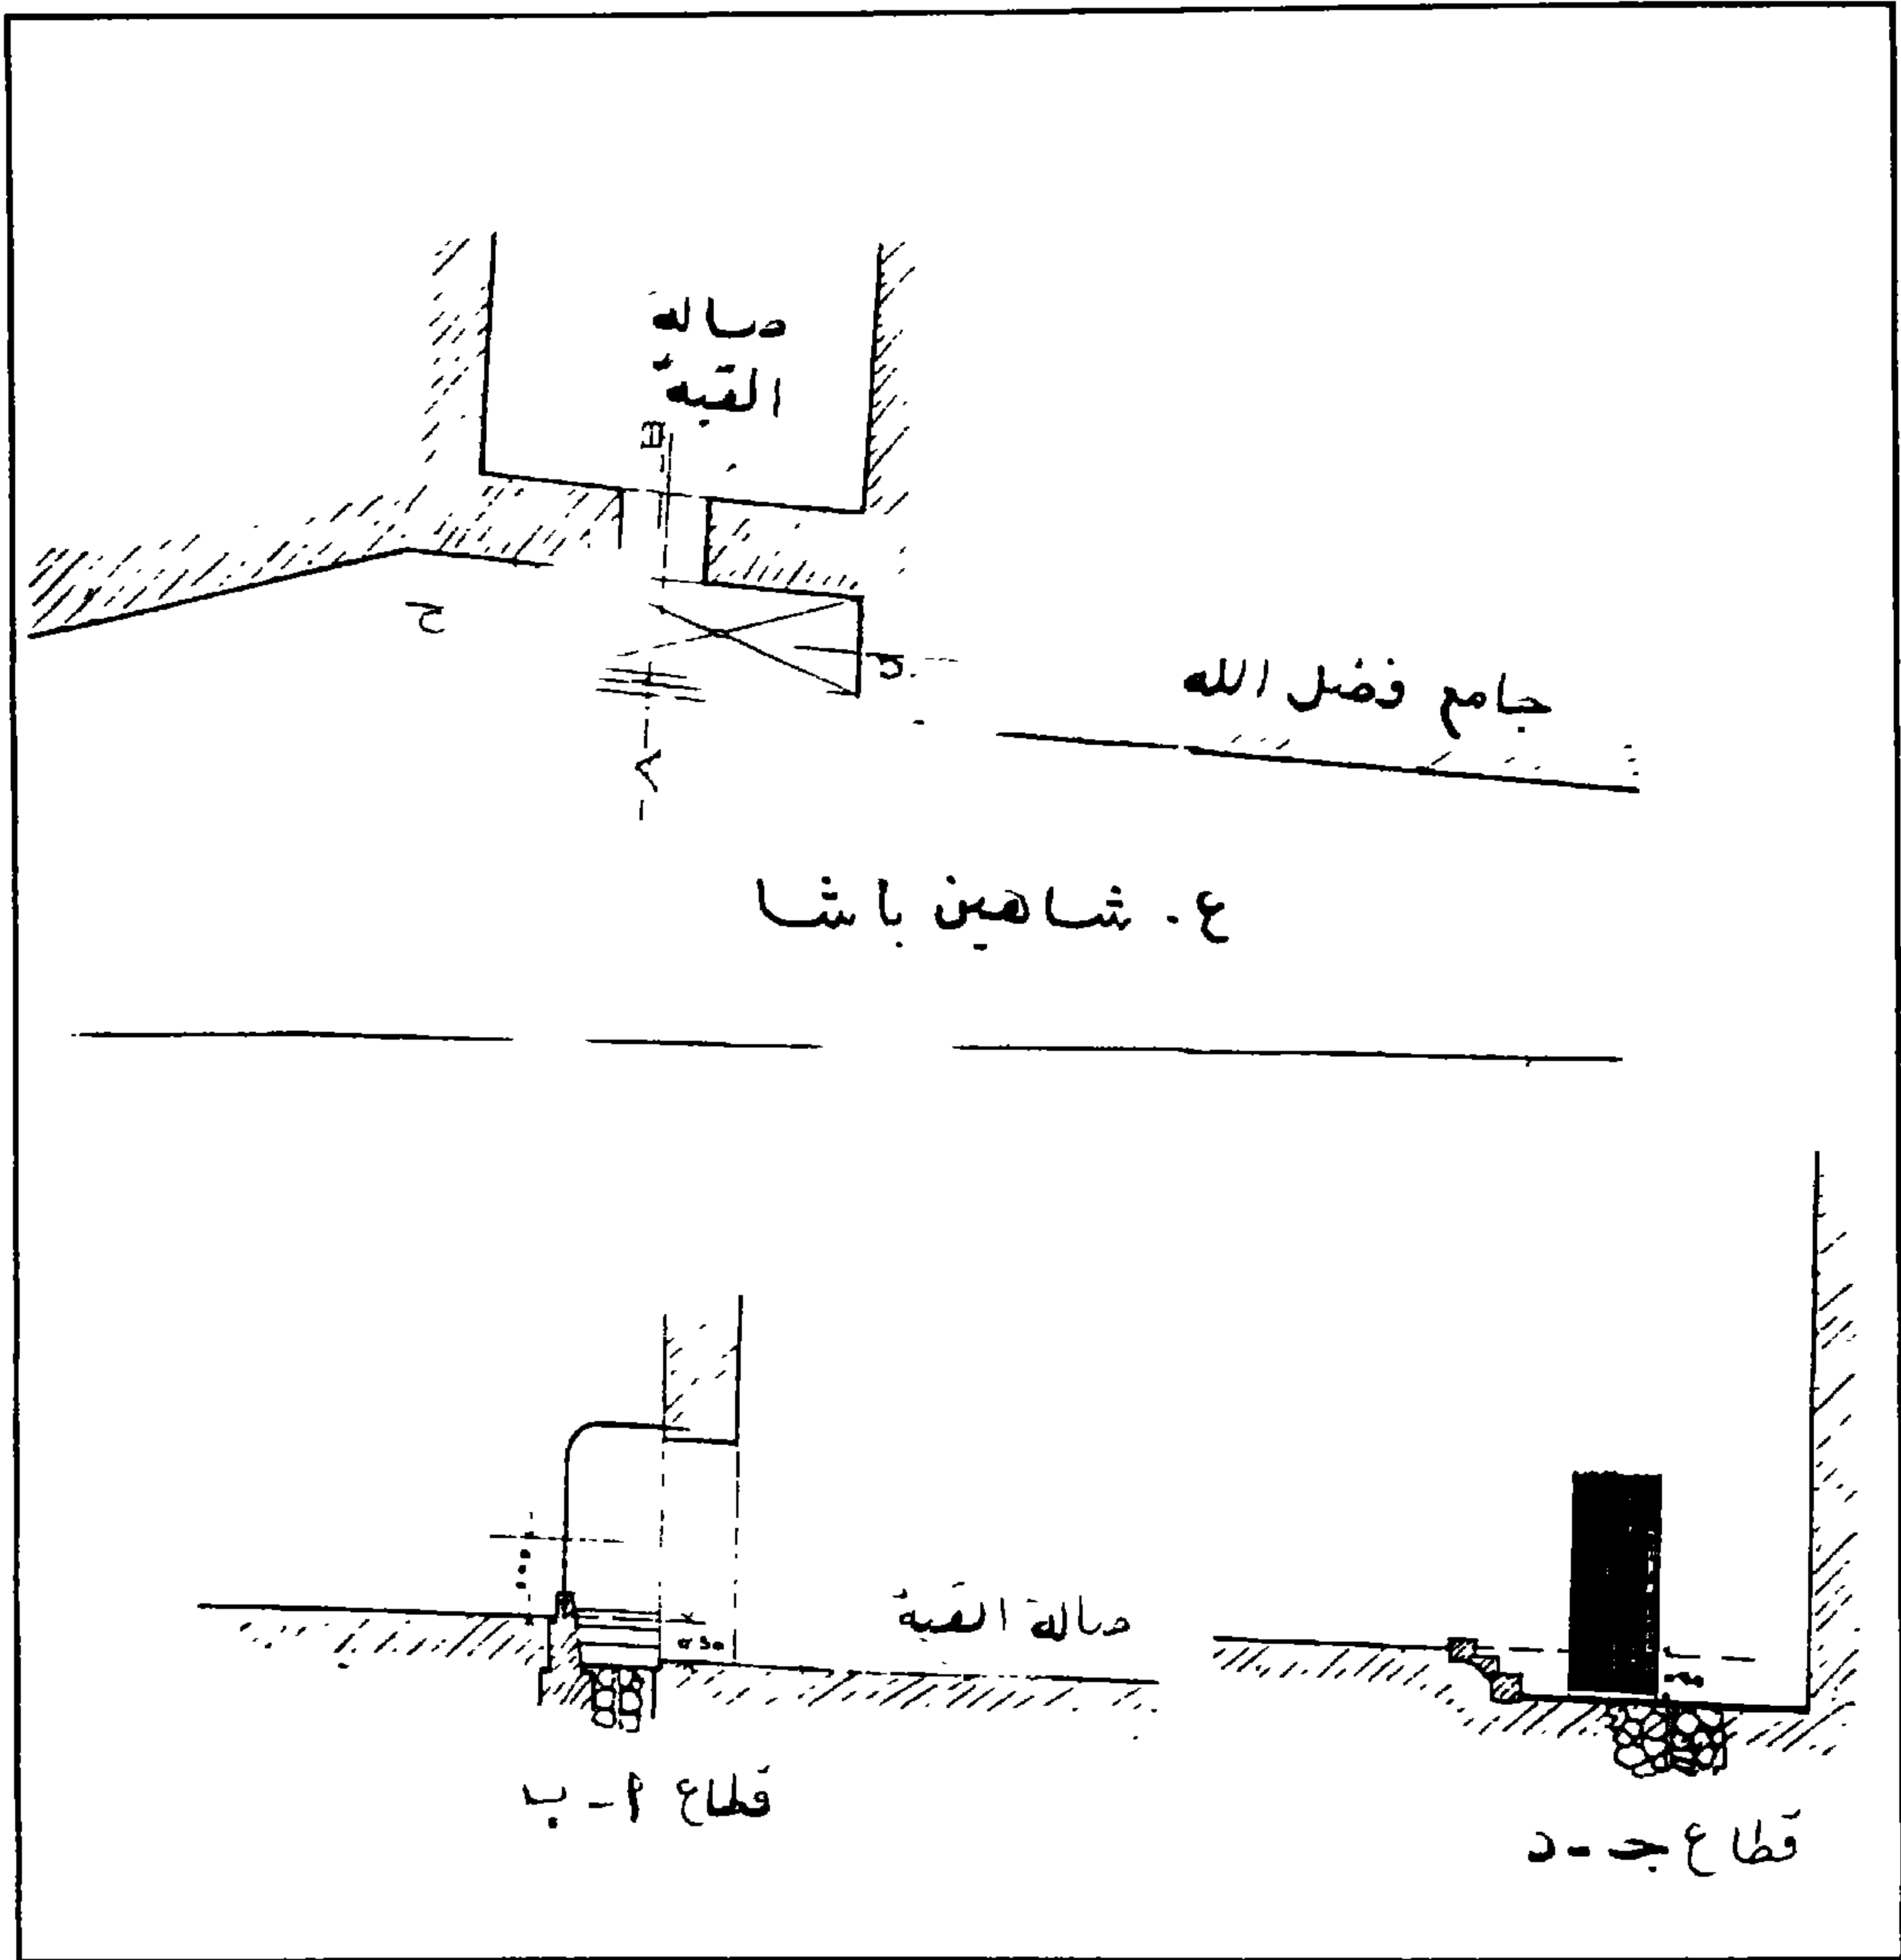 صالة
القبة
B
ج
جامع فضل الله
ع. شاهين باشا
صالة القبة
قطاع ا - ب
قطاع ج - د